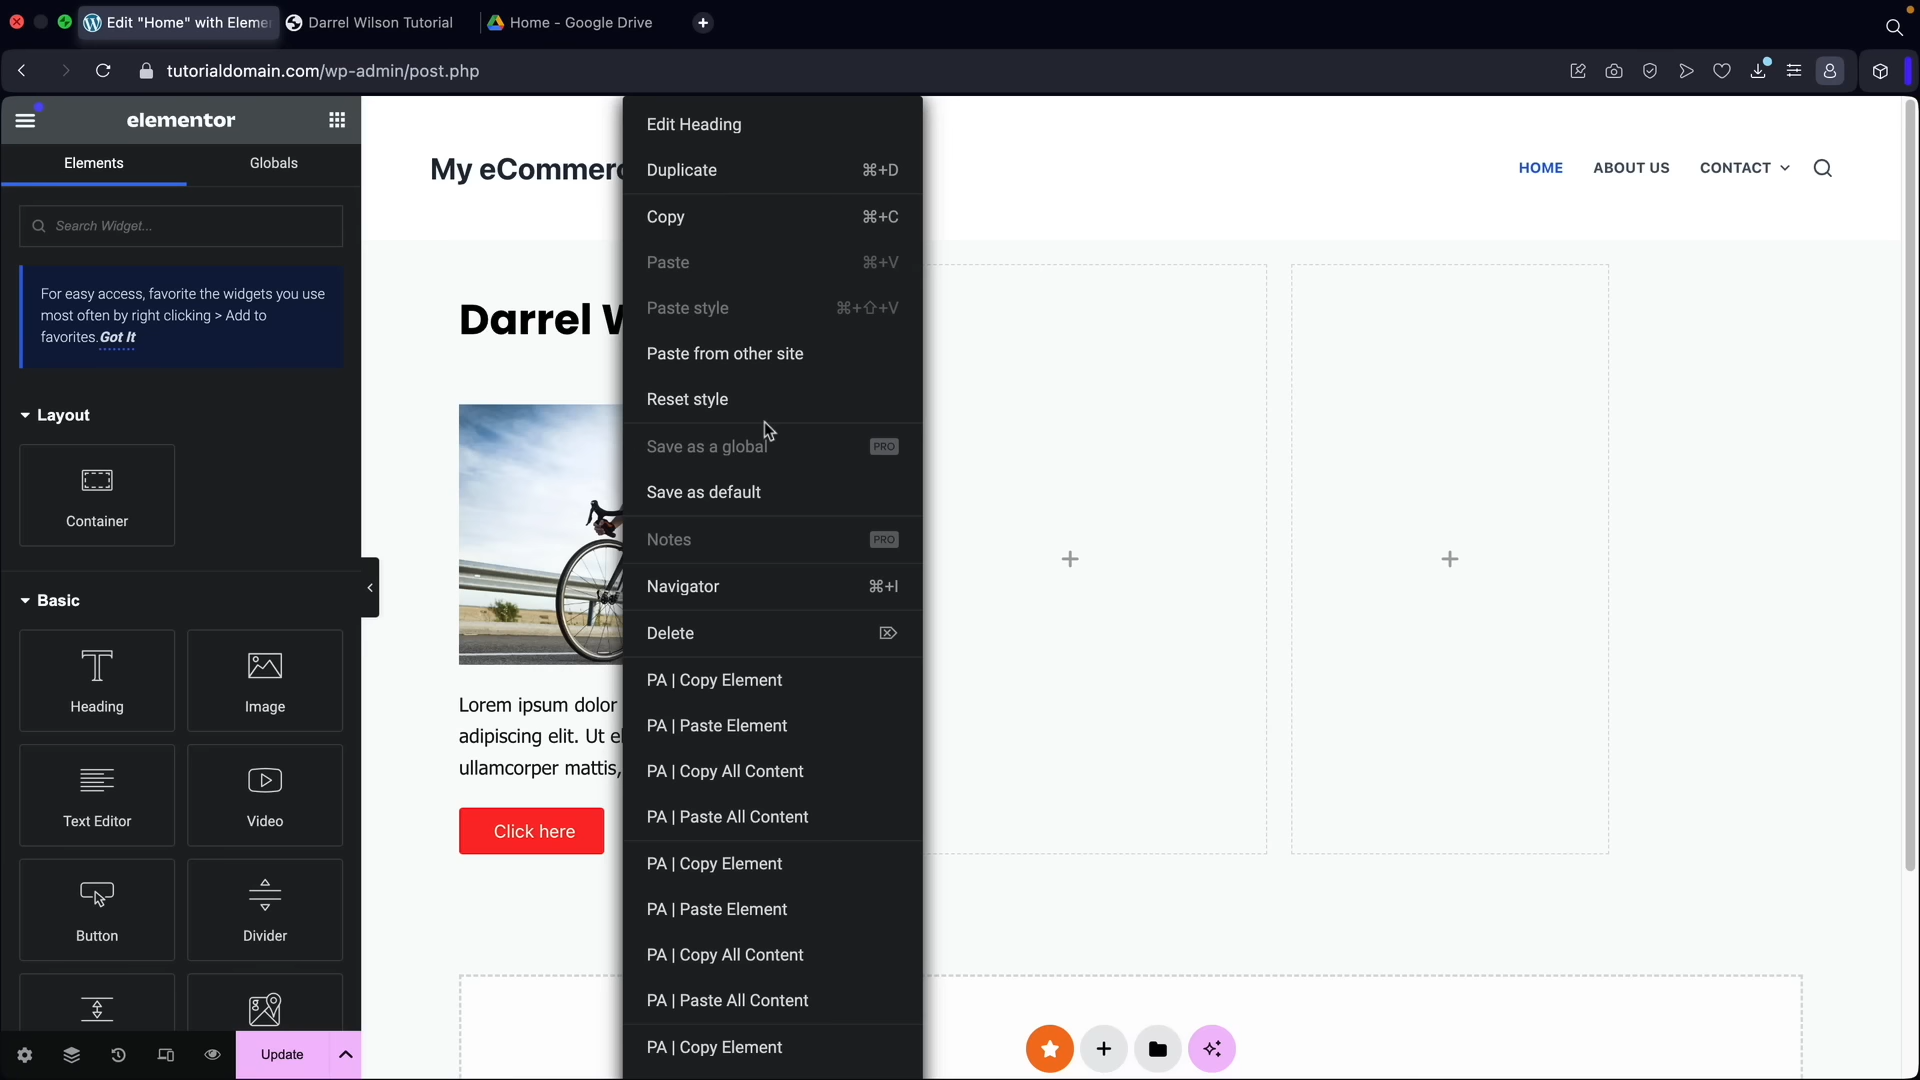 Edit "Home" with Eleme
Darrel Wilson Tutorial
Home - Google Drive
tutorialdomain.com/wp-admin/post.php
elementor
Elements
Globals
Search Widget...
For easy access, favorite the widgets you use
most often by right clicking > Add to
favorites. Got It
Layout
Container
Basic
Heading
Image
Text Editor
Video
Button
Divider
Update
Edit Heading
Duplicate ⌘+D
Copy ⌘+C
Paste ⌘+V
Paste style ⌘+⇧+V
Paste from other site
Reset style
Save as a global PRO
Save as default
Notes PRO
Navigator ⌘+I
Delete ⌦
PA | Copy Element
PA | Paste Element
PA | Copy All Content
PA | Paste All Content
PA | Copy Element
PA | Paste Element
PA | Copy All Content
PA | Paste All Content
PA | Copy Element
My eCommerc
HOME
ABOUT US
CONTACT
Darrel W
Lorem ipsum dolor
adipiscing elit. Ut el
ullamcorper mattis,
Click here